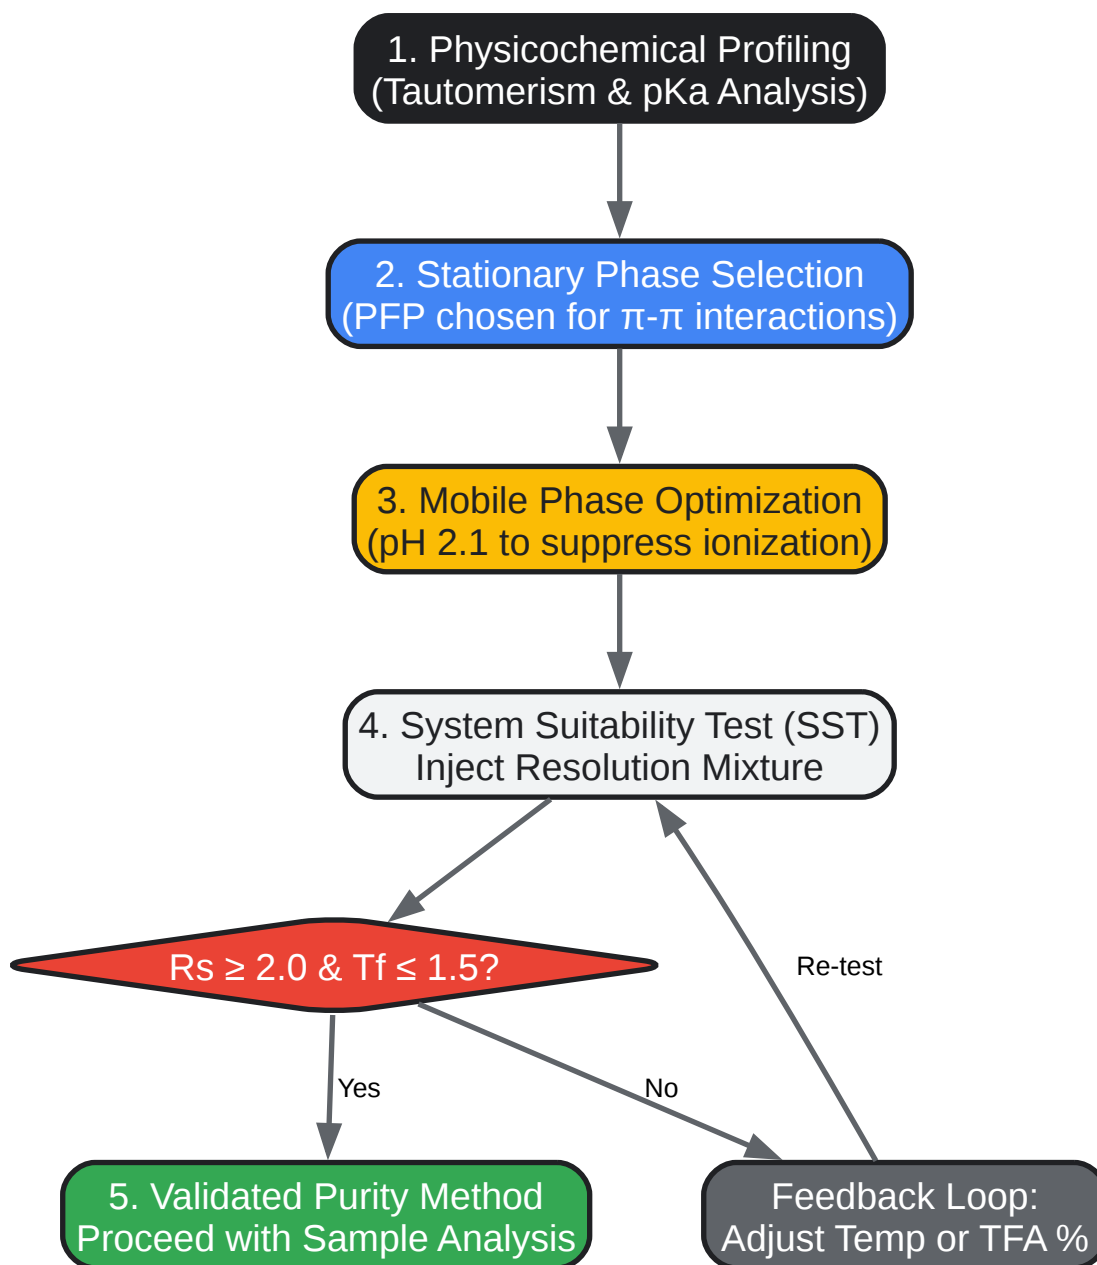 1. Physicochemical Profiling
(Tautomerism & pKa Analysis)
2. Stationary Phase Selection
(PFP chosen for π-π interactions)
3. Mobile Phase Optimization
(pH 2.1 to suppress ionization)
4. System Suitability Test (SST)
Inject Resolution Mixture
Rs ≥ 2.0 & Tf ≤ 1.5?
Re-test
Yes
No
5. Validated Purity Method
Proceed with Sample Analysis
Feedback Loop:
Adjust Temp or TFA %